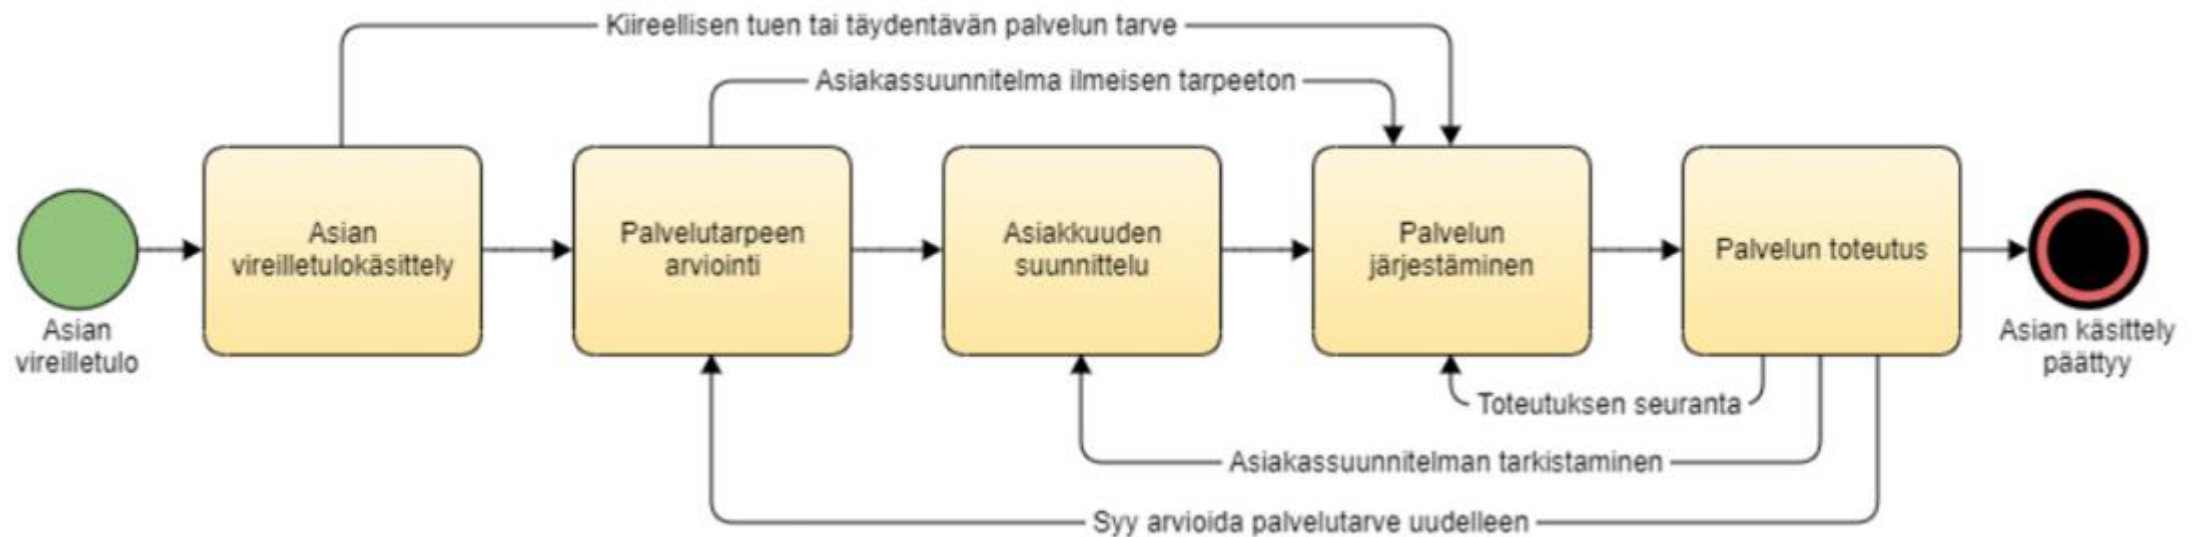 Kiireellisen tuen tai täydentävän palvelun tarve
Asiakassuunnitelma ilmeisen tarpeeton
Asian
vireilletulo
Asian
vireilletulokäsittely
Palvelutarpeen
arviointi
Asiakkuuden
suunnittelu
Palvelun
järjestäminen
Palvelun toteutus
Asian käsittely
päättyy
Toteutuksen seuranta
Asiakassuunnitelman tarkistaminen
Syy arvioida palvelutarve uudelleen